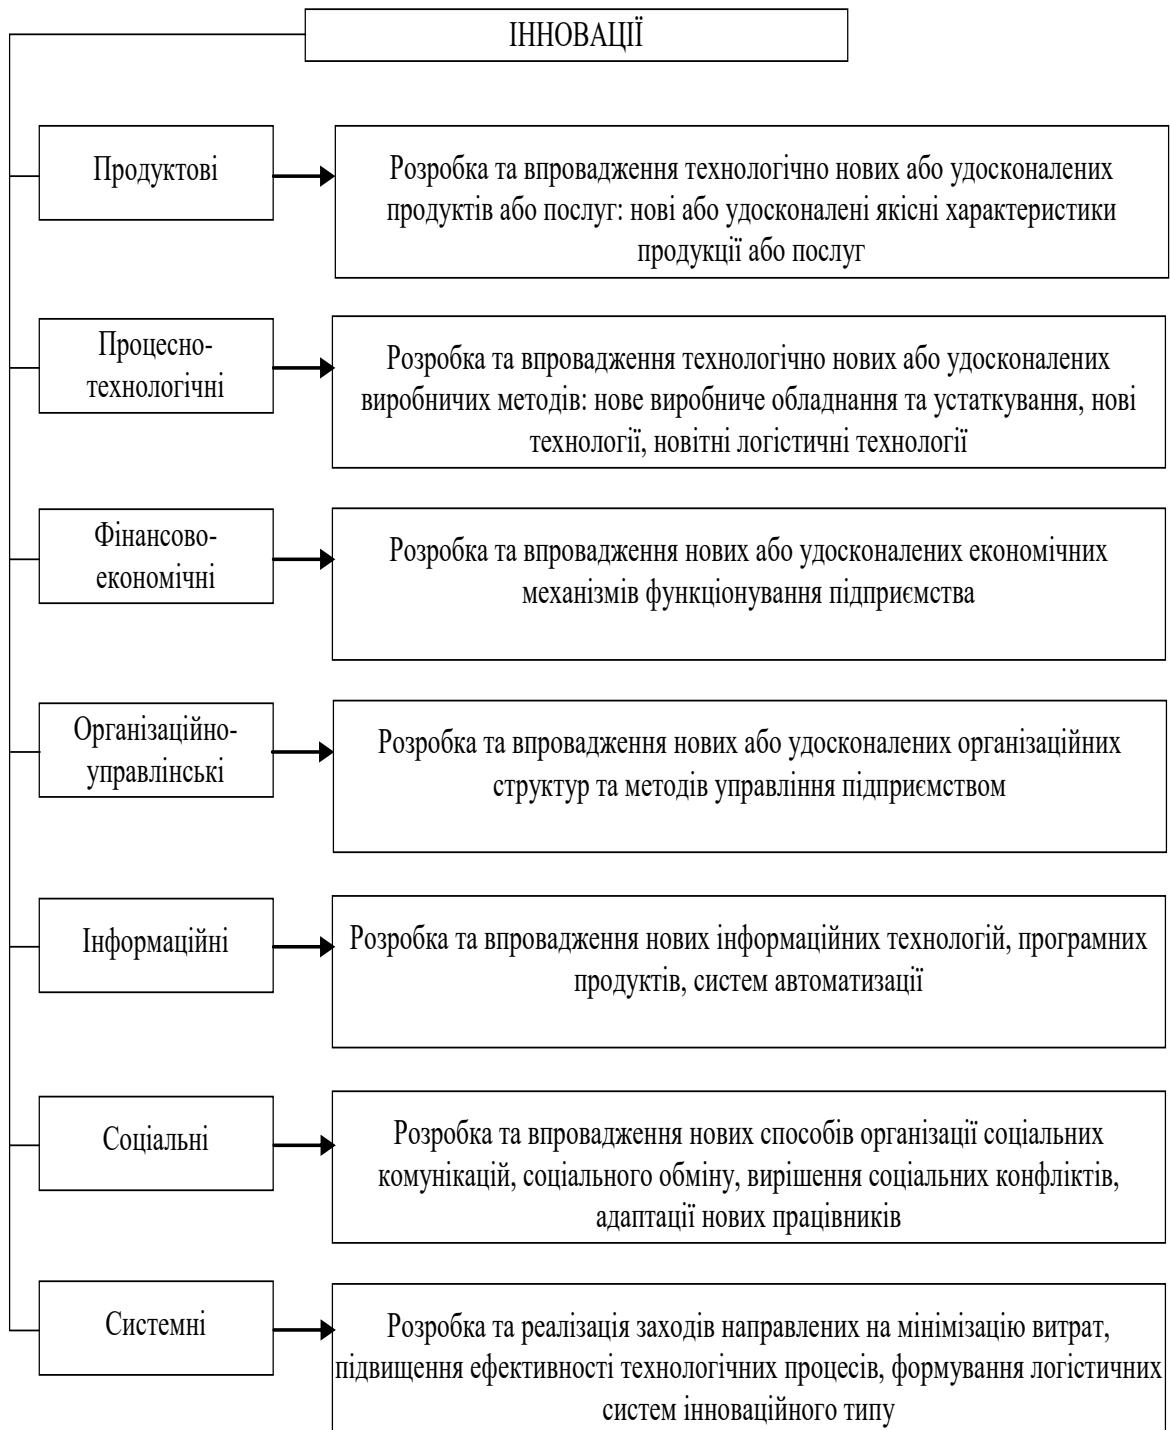 ІННОВАЦІЇ
Продуктові
Розробка та впровадження технологічно нових або удосконалених
продуктів або послуг: нові або удосконалені якісні характеристики
продукції або послуг
Процесно-
технологічні
Розробка та впровадження технологічно нових або удосконалених
виробничих методів: нове виробниче обладнання та устаткування, нові
технології, новітні логістичні технології
Фінансово-
економічні
Розробка та впровадження нових або удосконалених економічних
механізмів функціонування підприємства
Організаційно-
управлінські
Розробка та впровадження нових або удосконалених організаційних
структур та методів управління підприємством
Інформаційні
Розробка та впровадження нових інформаційних технологій, програмних
продуктів, систем автоматизації
Соціальні
Розробка та впровадження нових способів організації соціальних
комунікацій, соціального обміну, вирішення соціальних конфліктів,
адаптації нових працівників
Системні
Розробка та реалізація заходів направлених на мінімізацію витрат,
підвищення ефективності технологічних процесів, формування логістичних
систем інноваційного типу